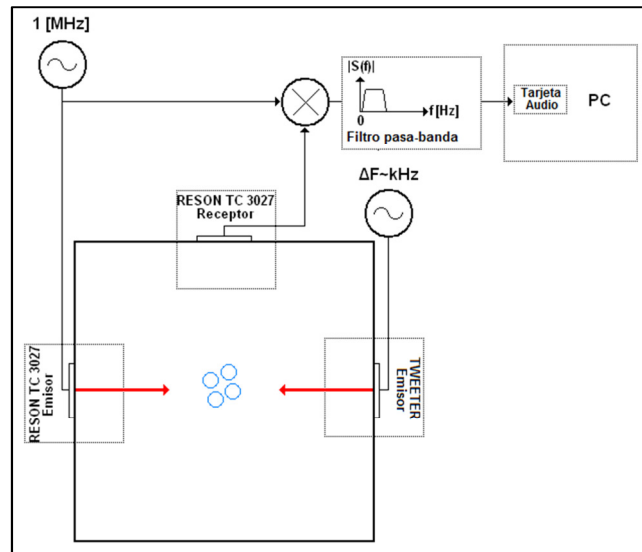 1 [MHz]
|S(f)|
0
f [Hz]
Filtro pasa-banda
Tarjeta
Audio
PC
RESON TC 3027
Receptor
ΔF~kHz
RESON TC 3027
Emisor
TWEETER
Emisor